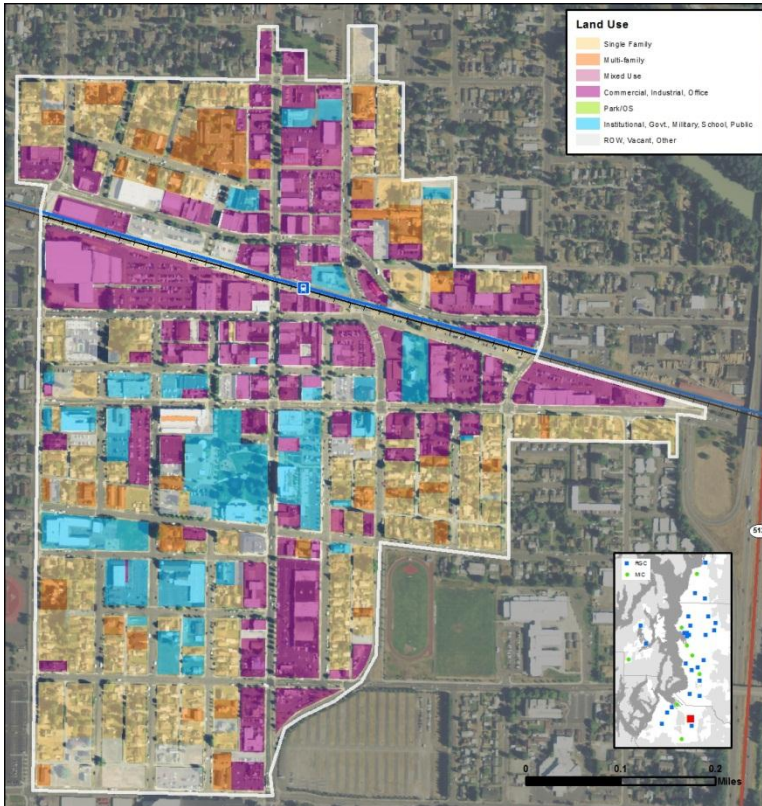 Land Use
Single Family
Multi-family
Mixed Use
Commercial, Industrial, Office
Park/OS
Institutional, Govt., Military, School, Public
ROW, Vacant, Other
RGC
MIC
0 0.1 0.2
Miles